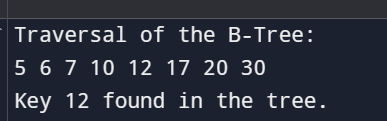 Traversal of the B-Tree:
5 6 7 10 12 17 20 30
Key 12 found in the tree.